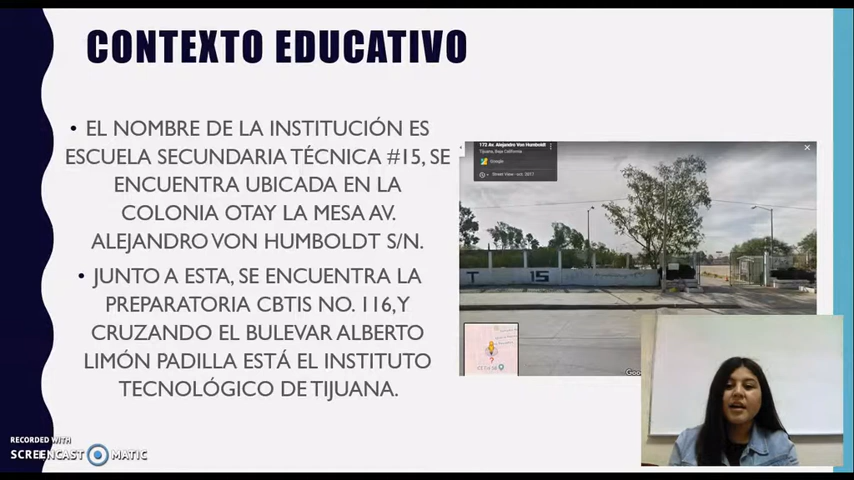 CONTEXTO EDUCATIVO
• EL NOMBRE DE LA INSTITUCIÓN ES
ESCUELA SECUNDARIA TÉCNICA #15, SE
ENCUENTRA UBICADA EN LA
COLONIA OTAY LA MESA AV.
ALEJANDRO VON HUMBOLDT S/N.
• JUNTO A ESTA, SE ENCUENTRA LA
PREPARATORIA CBTIS NO. 116, Y
CRUZANDO EL BULEVAR ALBERTO
LIMÓN PADILLA ESTÁ EL INSTITUTO
TECNOLÓGICO DE TIJUANA.
172 Av. Alejandro Von Humboldt
Tijuana, Baja California
Google
Street View - oct. 2017
T 15
Goo
RECORDED WITH
SCREENCAST MATIC